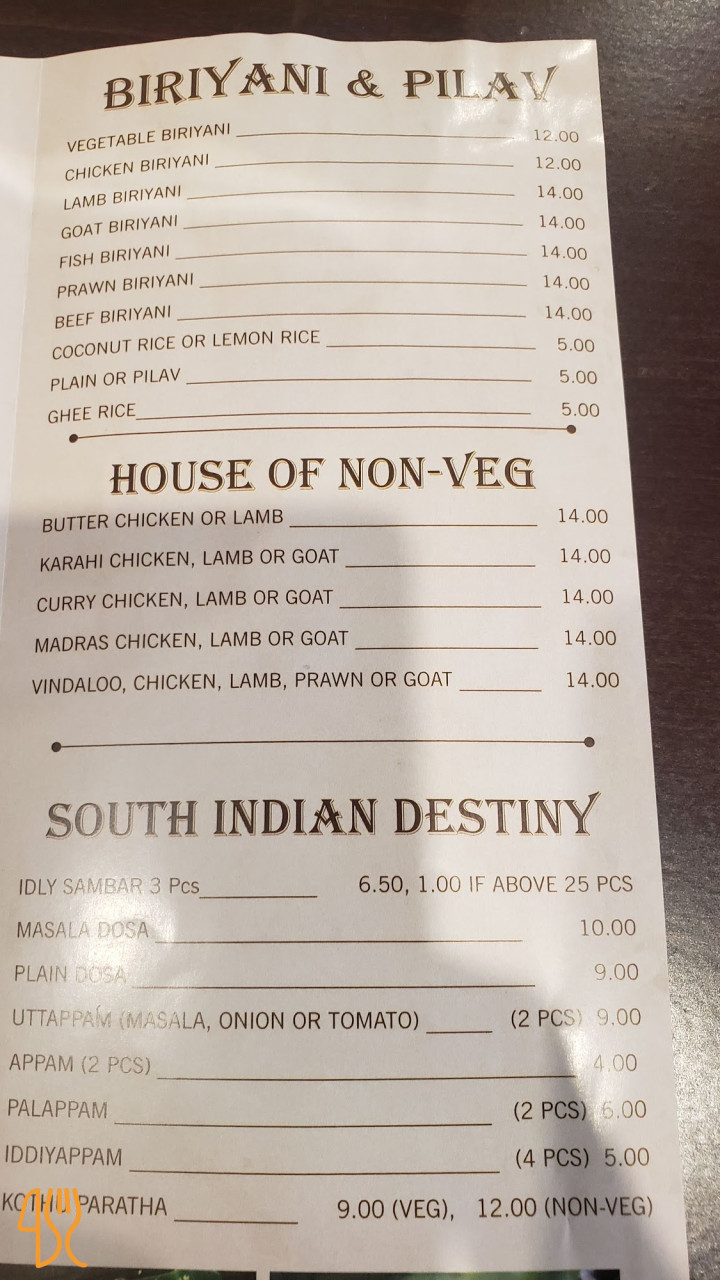 BIRIYANI & PILAV
VEGETABLE BIRIYANI 12.00
CHICKEN BIRIYANI 12.00
LAMB BIRIYANI 14.00
GOAT BIRIYANI 14.00
FISH BIRIYANI 14.00
PRAWN BIRIYANI 14.00
BEEF BIRIYANI 14.00
COCONUT RICE OR LEMON RICE 5.00
PLAIN OR PILAV 5.00
GHEE RICE 5.00
HOUSE OF NON-VEG
BUTTER CHICKEN OR LAMB 14.00
KARAHI CHICKEN, LAMB OR GOAT 14.00
CURRY CHICKEN, LAMB OR GOAT 14.00
MADRAS CHICKEN, LAMB OR GOAT 14.00
VINDALOO, CHICKEN, LAMB, PRAWN OR GOAT 14.00
SOUTH INDIAN DESTINY
IDLY SAMBAR 3 Pcs 6.50, 1.00 IF ABOVE 25 PCS
MASALA DOSA 10.00
PLAIN DOSA 9.00
UTTAPPAM (MASALA, ONION OR TOMATO) (2 PCS) 9.00
APPAM (2 PCS) 4.00
PALAPPAM (2 PCS) 6.00
IDDIYAPPAM (4 PCS) 5.00
KOTHU PARATHA 9.00 (VEG), 12.00 (NON-VEG)